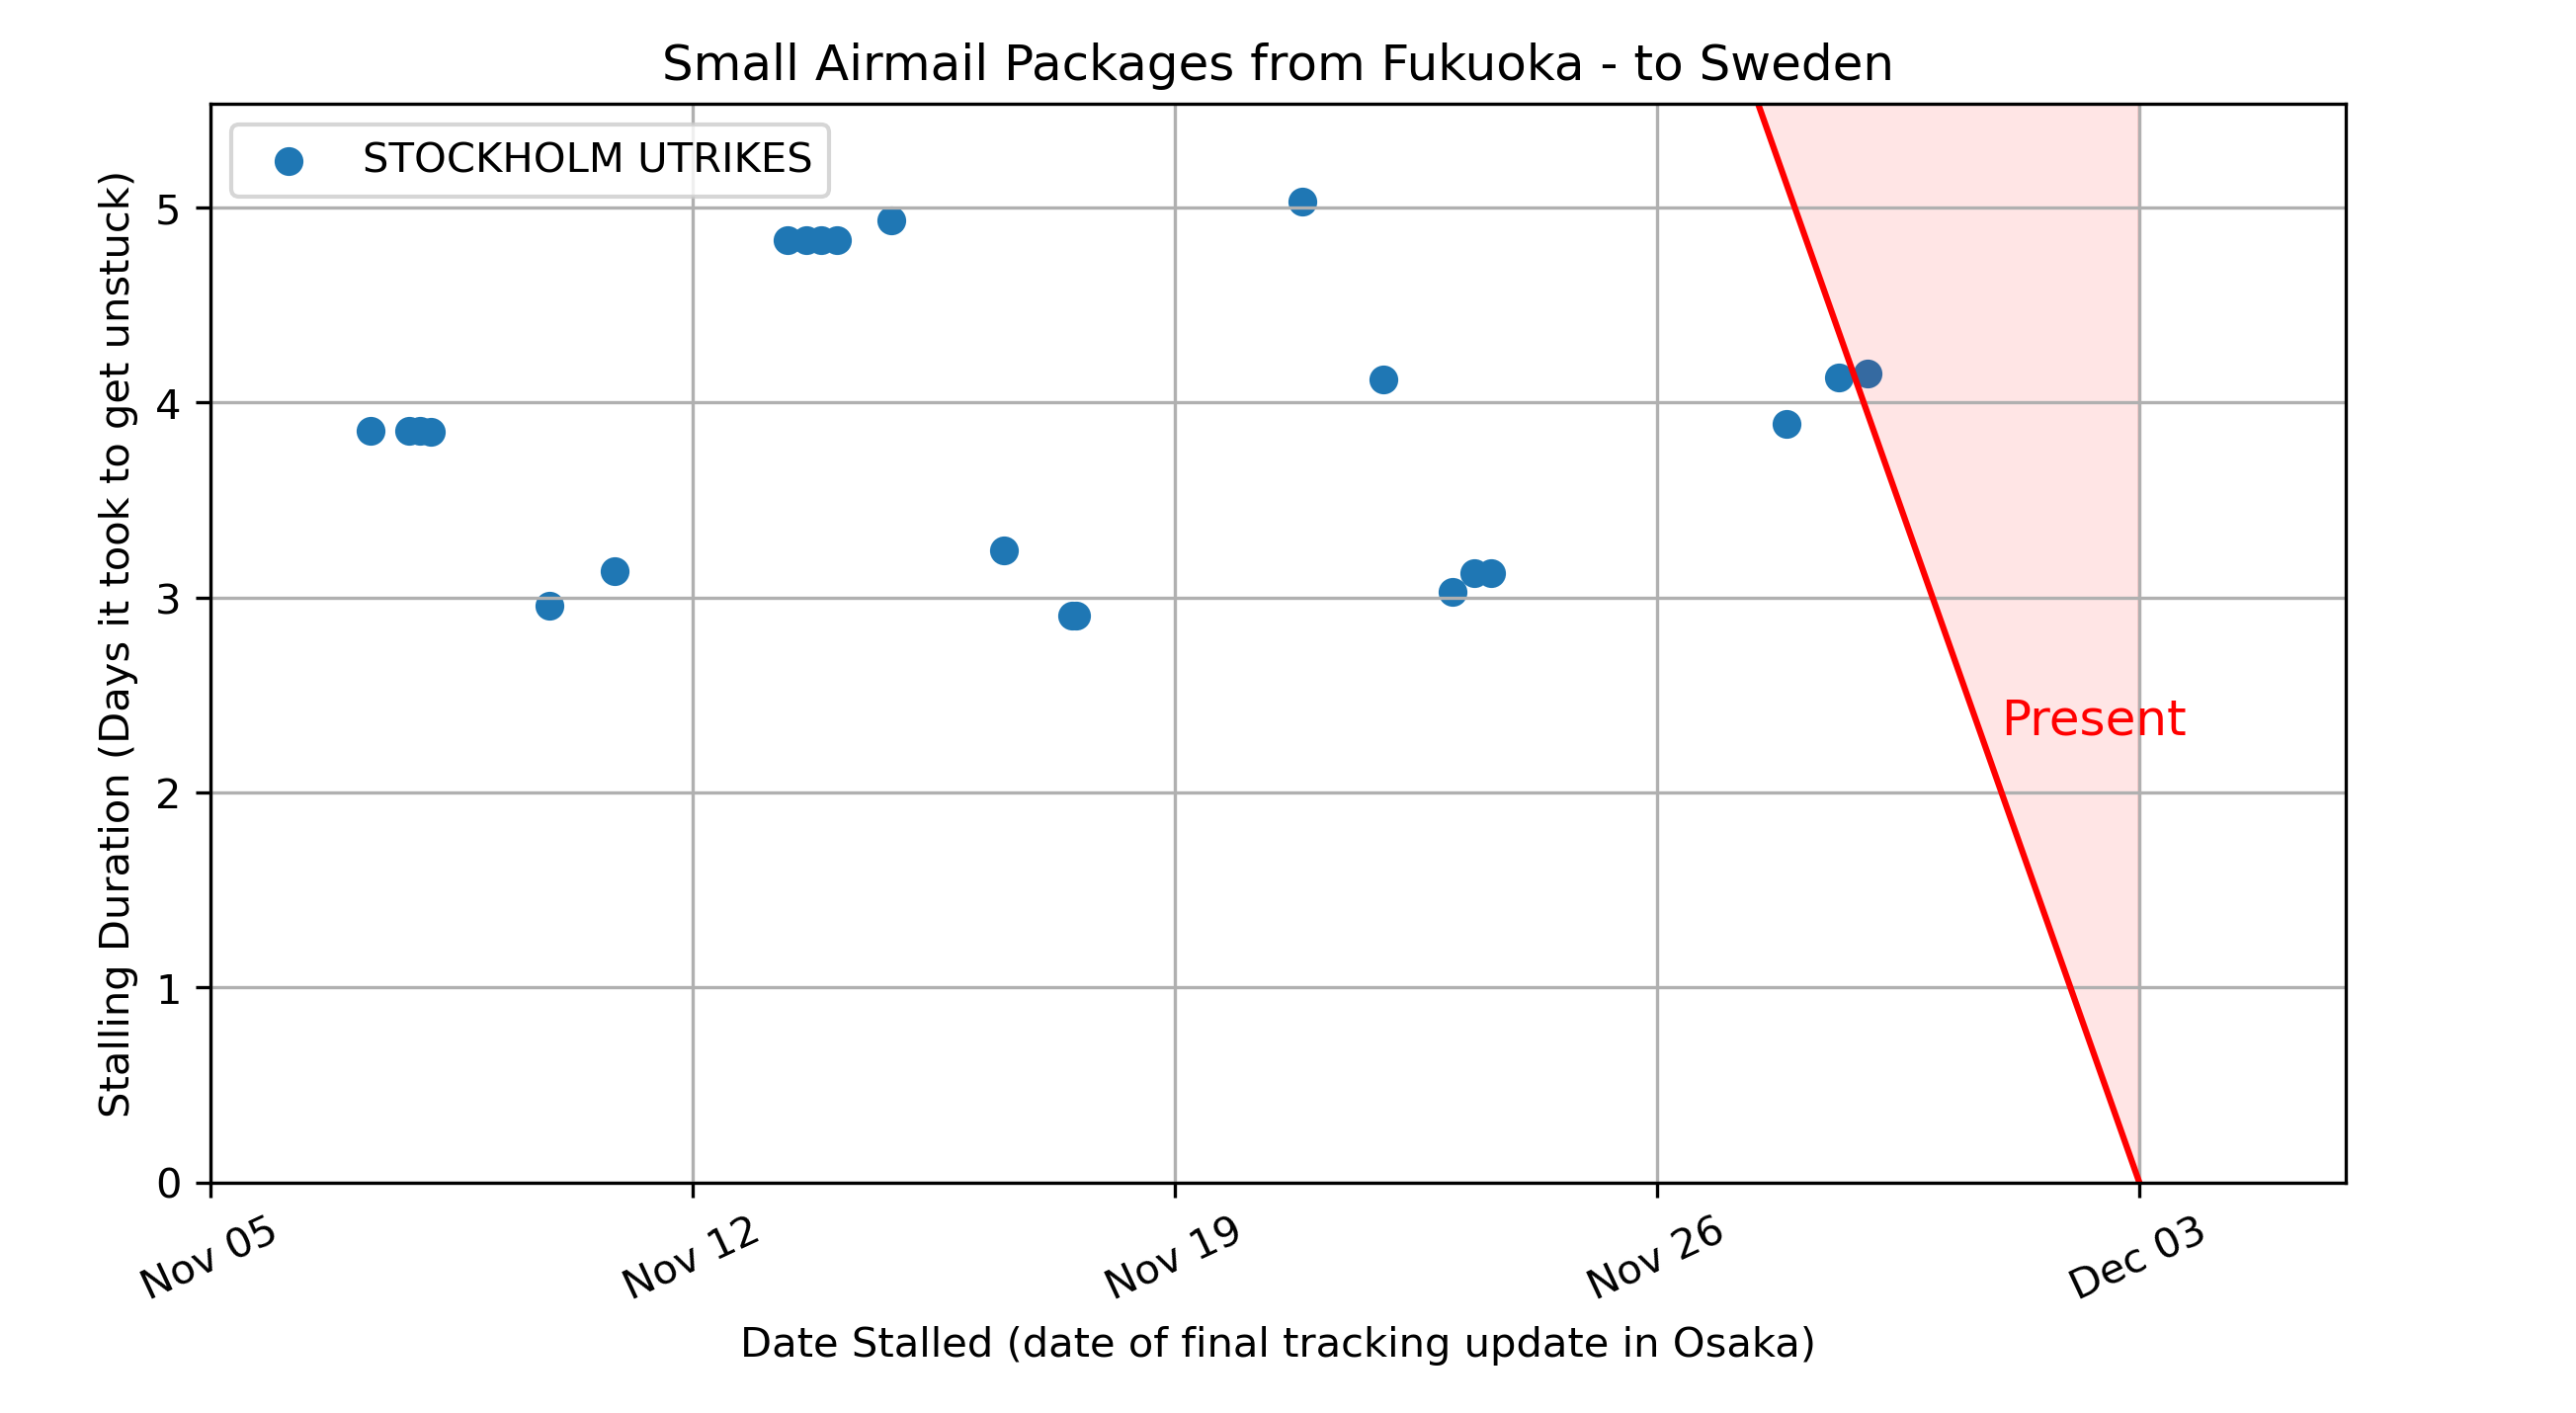 Small Airmail Packages from Fukuoka - to Sweden
STOCKHOLM UTRIKES
Stalling Duration (Days it took to get unstuck)
5
4
3
2
1
0
Present
Nov 05
Nov 12
Nov 19
Nov 26
Dec 03
Date Stalled (date of final tracking update in Osaka)